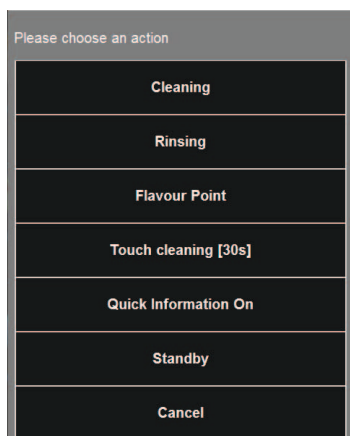 Please choose an action
Cleaning
Rinsing
Flavour Point
Touch cleaning [30s]
Quick Information On
Standby
Cancel